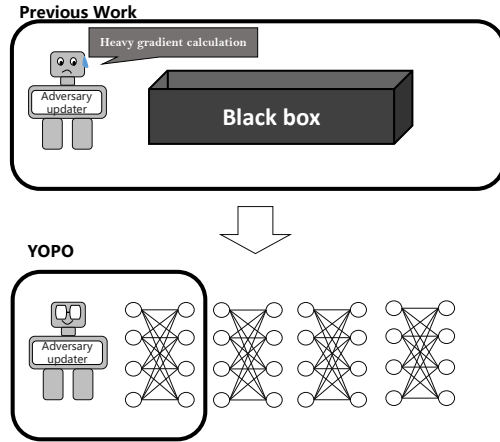 Previous Work
Heavy gradient calculation
Adversary
updater
Black box
YOPO
Adversary
updater